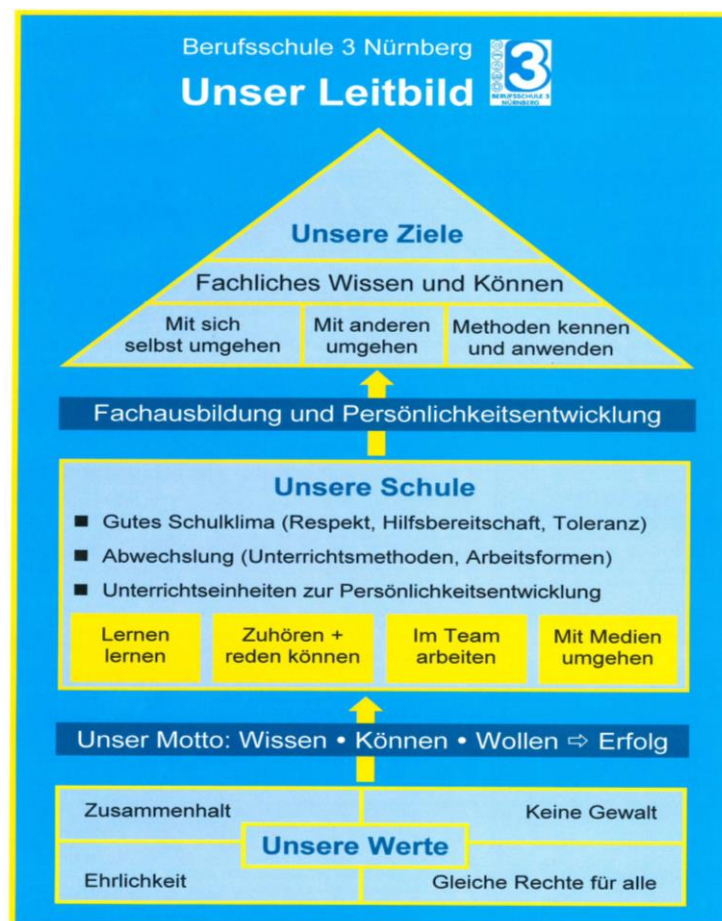 Berufsschule 3 Nürnberg
Unser Leitbild
3
BERUFSSCHULE 3
NÜRNBERG
Unsere Ziele
Fachliches Wissen und Können
Mit sich
selbst umgehen
Mit anderen
umgehen
Methoden kennen
und anwenden
Fachausbildung und Persönlichkeitsentwicklung
Unsere Schule
■ Gutes Schulklima (Respekt, Hilfsbereitschaft, Toleranz)
■ Abwechslung (Unterrichtsmethoden, Arbeitsformen)
■ Unterrichtseinheiten zur Persönlichkeitsentwicklung
Lernen
lernen
Zuhören +
reden können
Im Team
arbeiten
Mit Medien
umgehen
Unser Motto: Wissen • Können • Wollen ⇨ Erfolg
Zusammenhalt
Keine Gewalt
Unsere Werte
Ehrlichkeit
Gleiche Rechte für alle